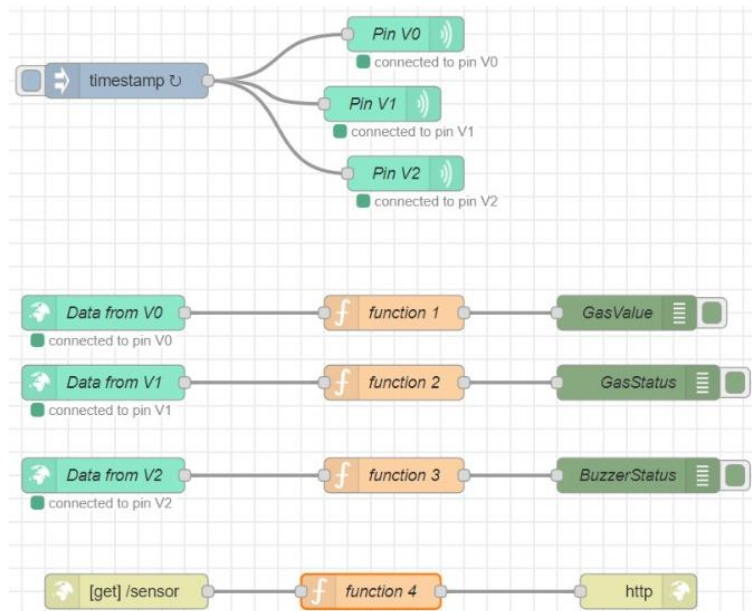 Pin V0
connected to pin V0
timestamp ↻
Pin V1
connected to pin V1
Pin V2
connected to pin V2
Data from V0
function 1
GasValue
connected to pin V0
Data from V1
function 2
GasStatus
connected to pin V1
Data from V2
function 3
BuzzerStatus
connected to pin V2
[get] /sensor
function 4
http